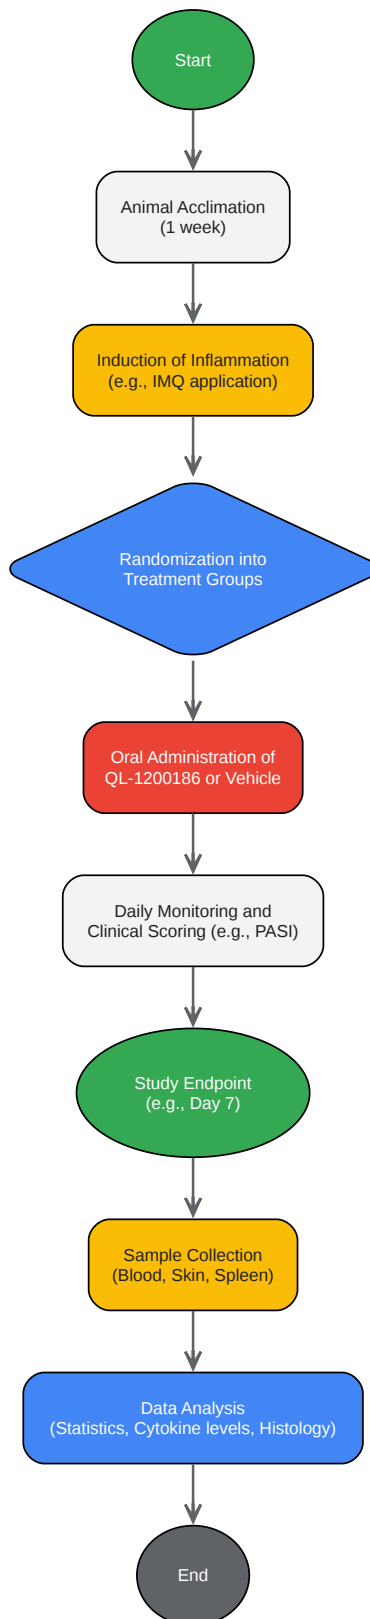 Start
Animal Acclimation
(1 week)
Induction of Inflammation
(e.g., IMQ application)
Randomization into
Treatment Groups
Oral Administration of
QL-1200186 or Vehicle
Daily Monitoring and
Clinical Scoring (e.g., PASI)
Study Endpoint
(e.g., Day 7)
Sample Collection
(Blood, Skin, Spleen)
Data Analysis
(Statistics, Cytokine levels, Histology)
End